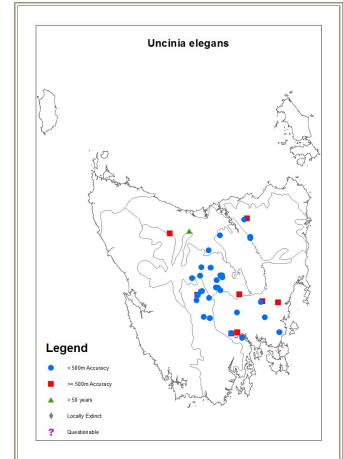 Uncinia elegans
Legend
< 500m Accuracy
>= 500m Accuracy
> 50 years
Locally Extinct
? Questionable